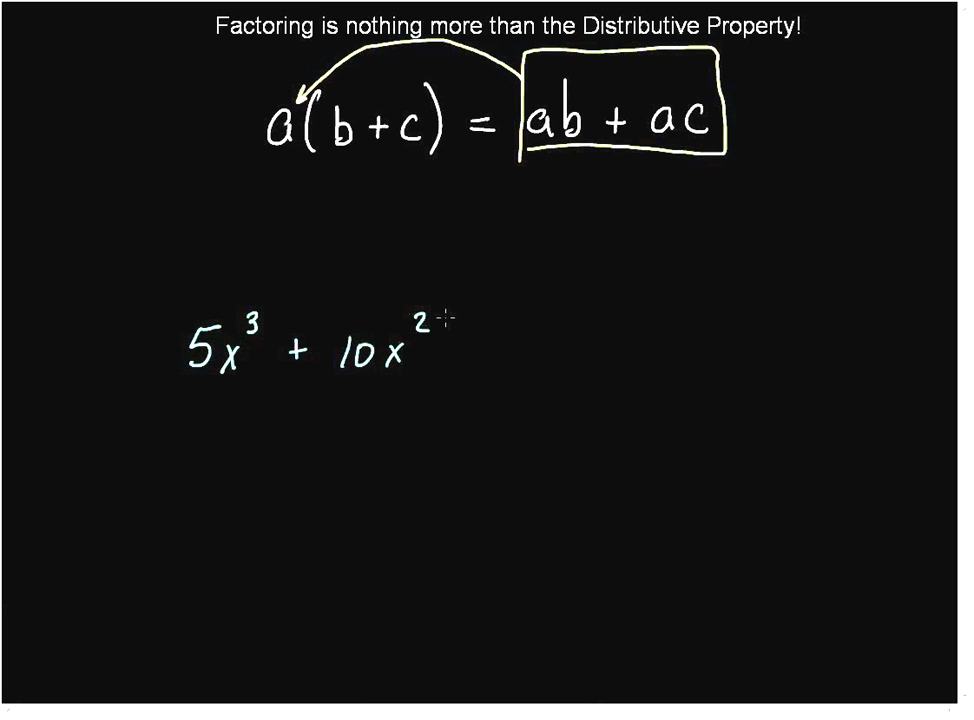 Factoring is nothing more than the Distributive Property!
a(b+c) = ab + ac
5x³ + 10x²